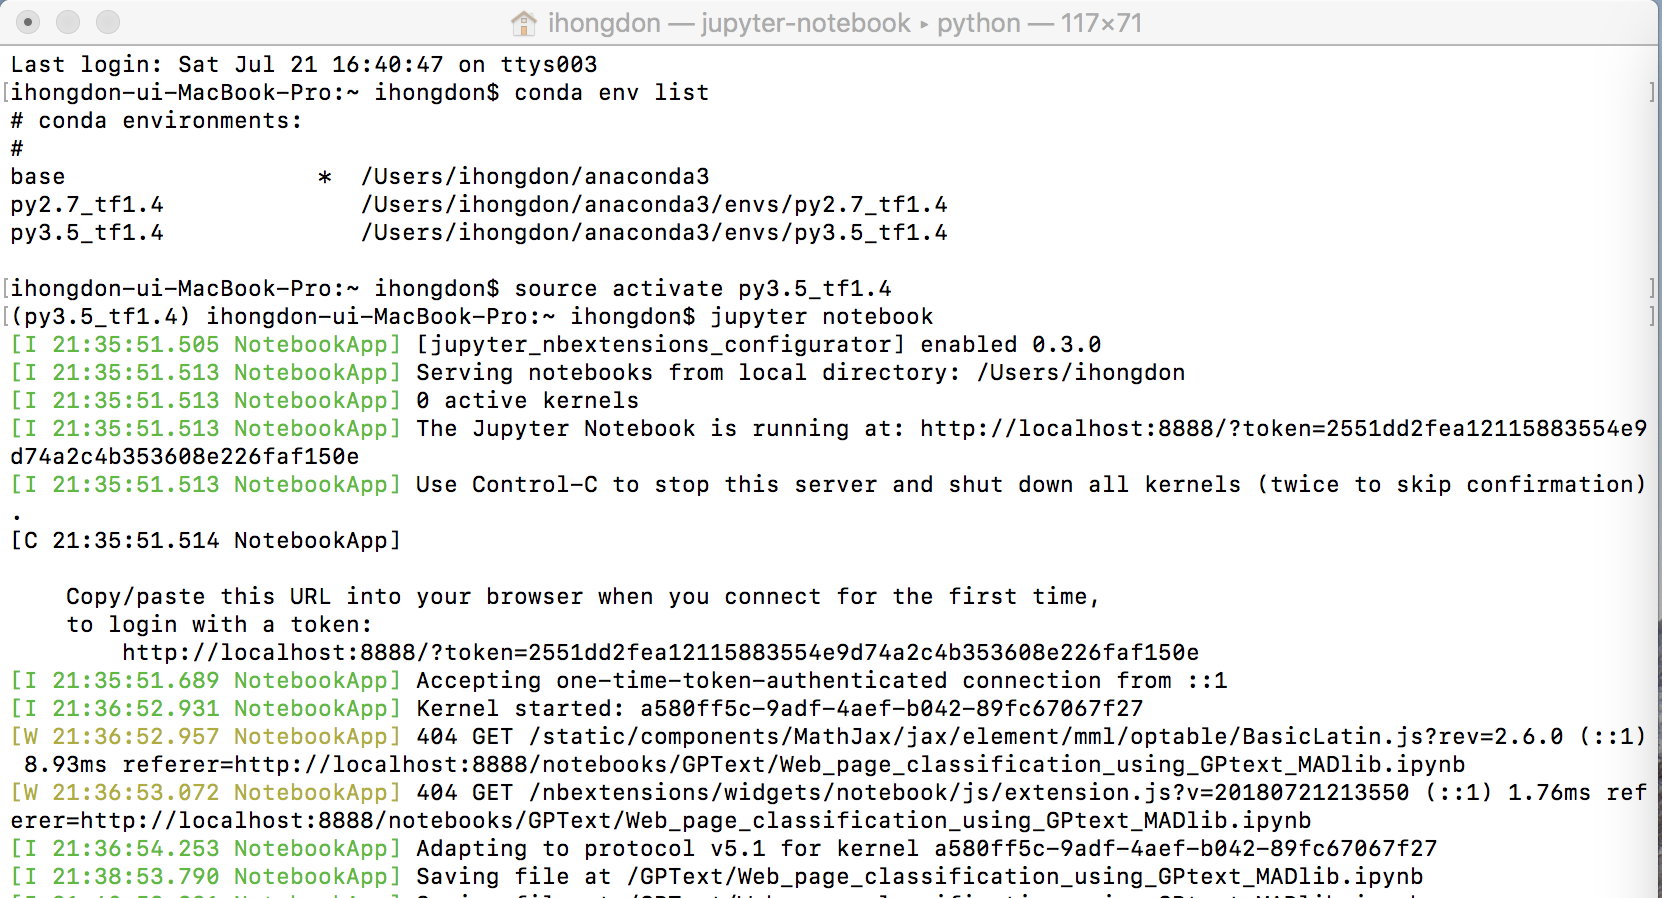 ihongdon — jupyter-notebook ▸ python — 117×71
Last login: Sat Jul 21 16:40:47 on ttys003
[ihongdon-ui-MacBook-Pro:~ ihongdon$ conda env list ]
# conda environments:
#
base                  *  /Users/ihongdon/anaconda3
py2.7_tf1.4              /Users/ihongdon/anaconda3/envs/py2.7_tf1.4
py3.5_tf1.4              /Users/ihongdon/anaconda3/envs/py3.5_tf1.4
[ihongdon-ui-MacBook-Pro:~ ihongdon$ source activate py3.5_tf1.4 ]
[(py3.5_tf1.4) ihongdon-ui-MacBook-Pro:~ ihongdon$ jupyter notebook ]
[I 21:35:51.505 NotebookApp] [jupyter_nbextensions_configurator] enabled 0.3.0
[I 21:35:51.513 NotebookApp] Serving notebooks from local directory: /Users/ihongdon
[I 21:35:51.513 NotebookApp] 0 active kernels
[I 21:35:51.513 NotebookApp] The Jupyter Notebook is running at: http://localhost:8888/?token=2551dd2fea12115883554e9
d74a2c4b353608e226faf150e
[I 21:35:51.513 NotebookApp] Use Control-C to stop this server and shut down all kernels (twice to skip confirmation)
.
[C 21:35:51.514 NotebookApp]
    Copy/paste this URL into your browser when you connect for the first time,
    to login with a token:
        http://localhost:8888/?token=2551dd2fea12115883554e9d74a2c4b353608e226faf150e
[I 21:35:51.689 NotebookApp] Accepting one-time-token-authenticated connection from ::1
[I 21:36:52.931 NotebookApp] Kernel started: a580ff5c-9adf-4aef-b042-89fc67067f27
[W 21:36:52.957 NotebookApp] 404 GET /static/components/MathJax/jax/element/mml/optable/BasicLatin.js?rev=2.6.0 (::1)
 8.93ms referer=http://localhost:8888/notebooks/GPText/Web_page_classification_using_GPtext_MADlib.ipynb
[W 21:36:53.072 NotebookApp] 404 GET /nbextensions/widgets/notebook/js/extension.js?v=20180721213550 (::1) 1.76ms ref
erer=http://localhost:8888/notebooks/GPText/Web_page_classification_using_GPtext_MADlib.ipynb
[I 21:36:54.253 NotebookApp] Adapting to protocol v5.1 for kernel a580ff5c-9adf-4aef-b042-89fc67067f27
[I 21:38:53.790 NotebookApp] Saving file at /GPText/Web_page_classification_using_GPtext_MADlib.ipynb